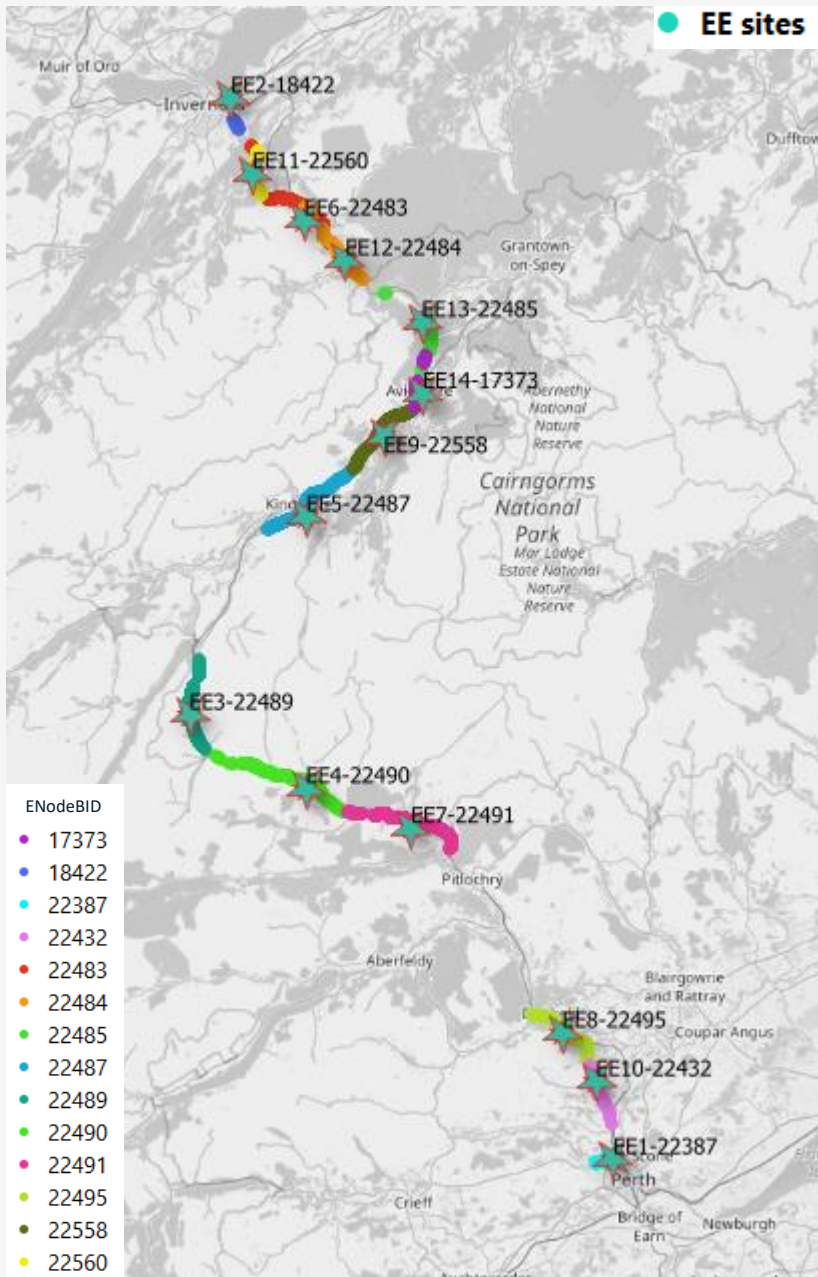 EE sites
Muir of Ord
EE2-18422
Dufftow
EE11-22560
EE6-22483
EE12-22484
Grantown-
on-Spey
EE13-22485
EE14-17373
Abernethy
National
Nature
Reserve
EE9-22558
Cairngorms
National
Park
EE5-22487
Mar Lodge
Estate National
Nature
Reserve
EE3-22489
EE4-22490
EE7-22491
ENodeBID
17373
18422
22387
22432
22483
22484
22485
22487
22489
22490
22491
22495
22558
22560
Pitlochry
Aberfeldy
Blairgowrie
and Rattray
EE8-22495
Coupar Angus
EE10-22432
EE1-22387
Perth
Crieff
Bridge of
Earn
Newburgh